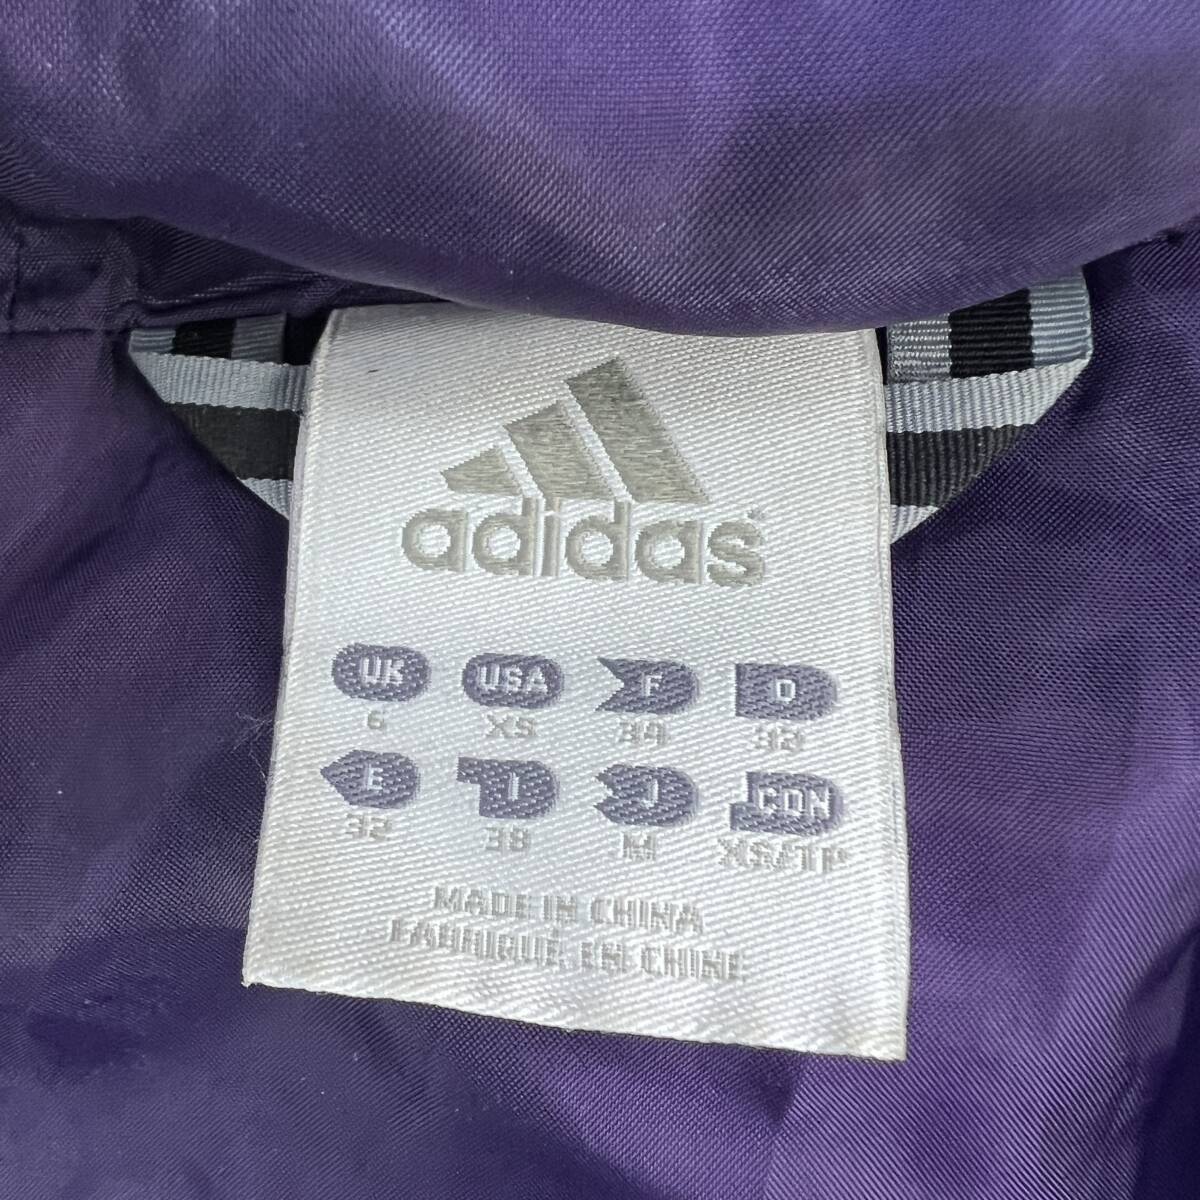 adidas
UK USA F D
6 XS 34 32
E I J CDN
32 38 M XS/TP
MADE IN CHINA
FABRIQUÉ EN CHINE